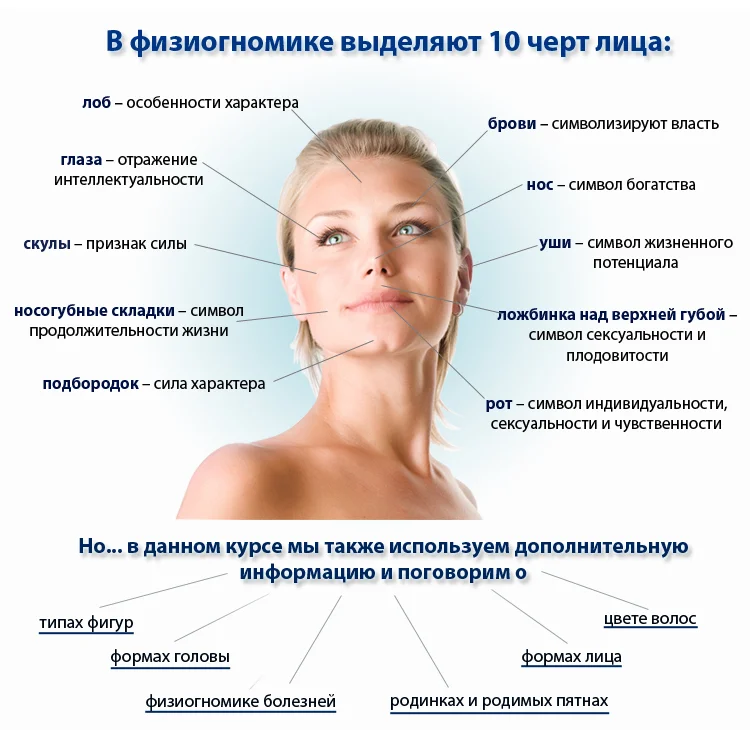 В физиогномике выделяют 10 черт лица:
лоб – особенности характера
глаза – отражение
интеллектуальности
скулы – признак силы
носогубные складки – символ
продолжительности жизни
подбородок – сила характера
брови – символизируют власть
нос – символ богатства
уши – символ жизненного
потенциала
ложбинка над верхней губой –
символ сексуальности и
плодовитости
рот – символ индивидуальности,
сексуальности и чувственности
Но... в данном курсе мы также используем дополнительную
информацию и поговорим о
типах фигур
формах головы
физиогномике болезней
родинках и родимых пятнах
формах лица
цвете волос